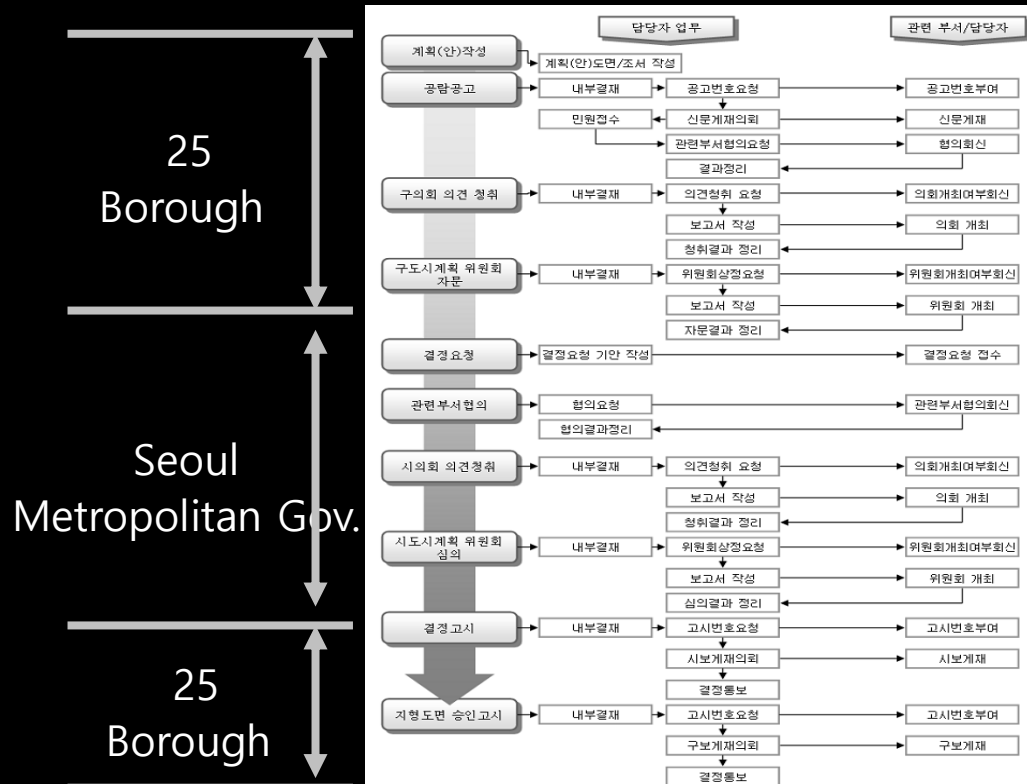 담당자 업무
관련 부서/담당자
25
Borough
Seoul
Metropolitan Gov.
25
Borough
계획(안)작성
계획(안)도면/조서 작성
공람공고
내부결재
공고번호요청
공고번호부여
민원접수
신문게재의뢰
신문게재
관련부서협의요청
협의회신
결과정리
구의회 의견 청취
내부결재
의견청취 요청
의회개최여부회신
보고서 작성
의회 개최
청취결과 정리
구도시계획 위원회
자문
내부결재
위원회상정요청
위원회개최여부회신
보고서 작성
위원회 개최
자문결과 정리
결정요청
결정요청 기안 작성
결정요청 접수
관련부서협의
협의요청
관련부서협의회신
협의결과정리
시의회 의견청취
내부결재
의견청취 요청
의회개최여부회신
보고서 작성
의회 개최
청취결과 정리
시도시계획 위원회
심의
내부결재
위원회상정요청
위원회개최여부회신
보고서 작성
위원회 개최
심의결과 정리
결정고시
내부결재
고시번호요청
고시번호부여
시보게재의뢰
시보게재
결정통보
지형도면 승인고시
내부결재
고시번호요청
고시번호부여
구보게재의뢰
구보게재
결정통보